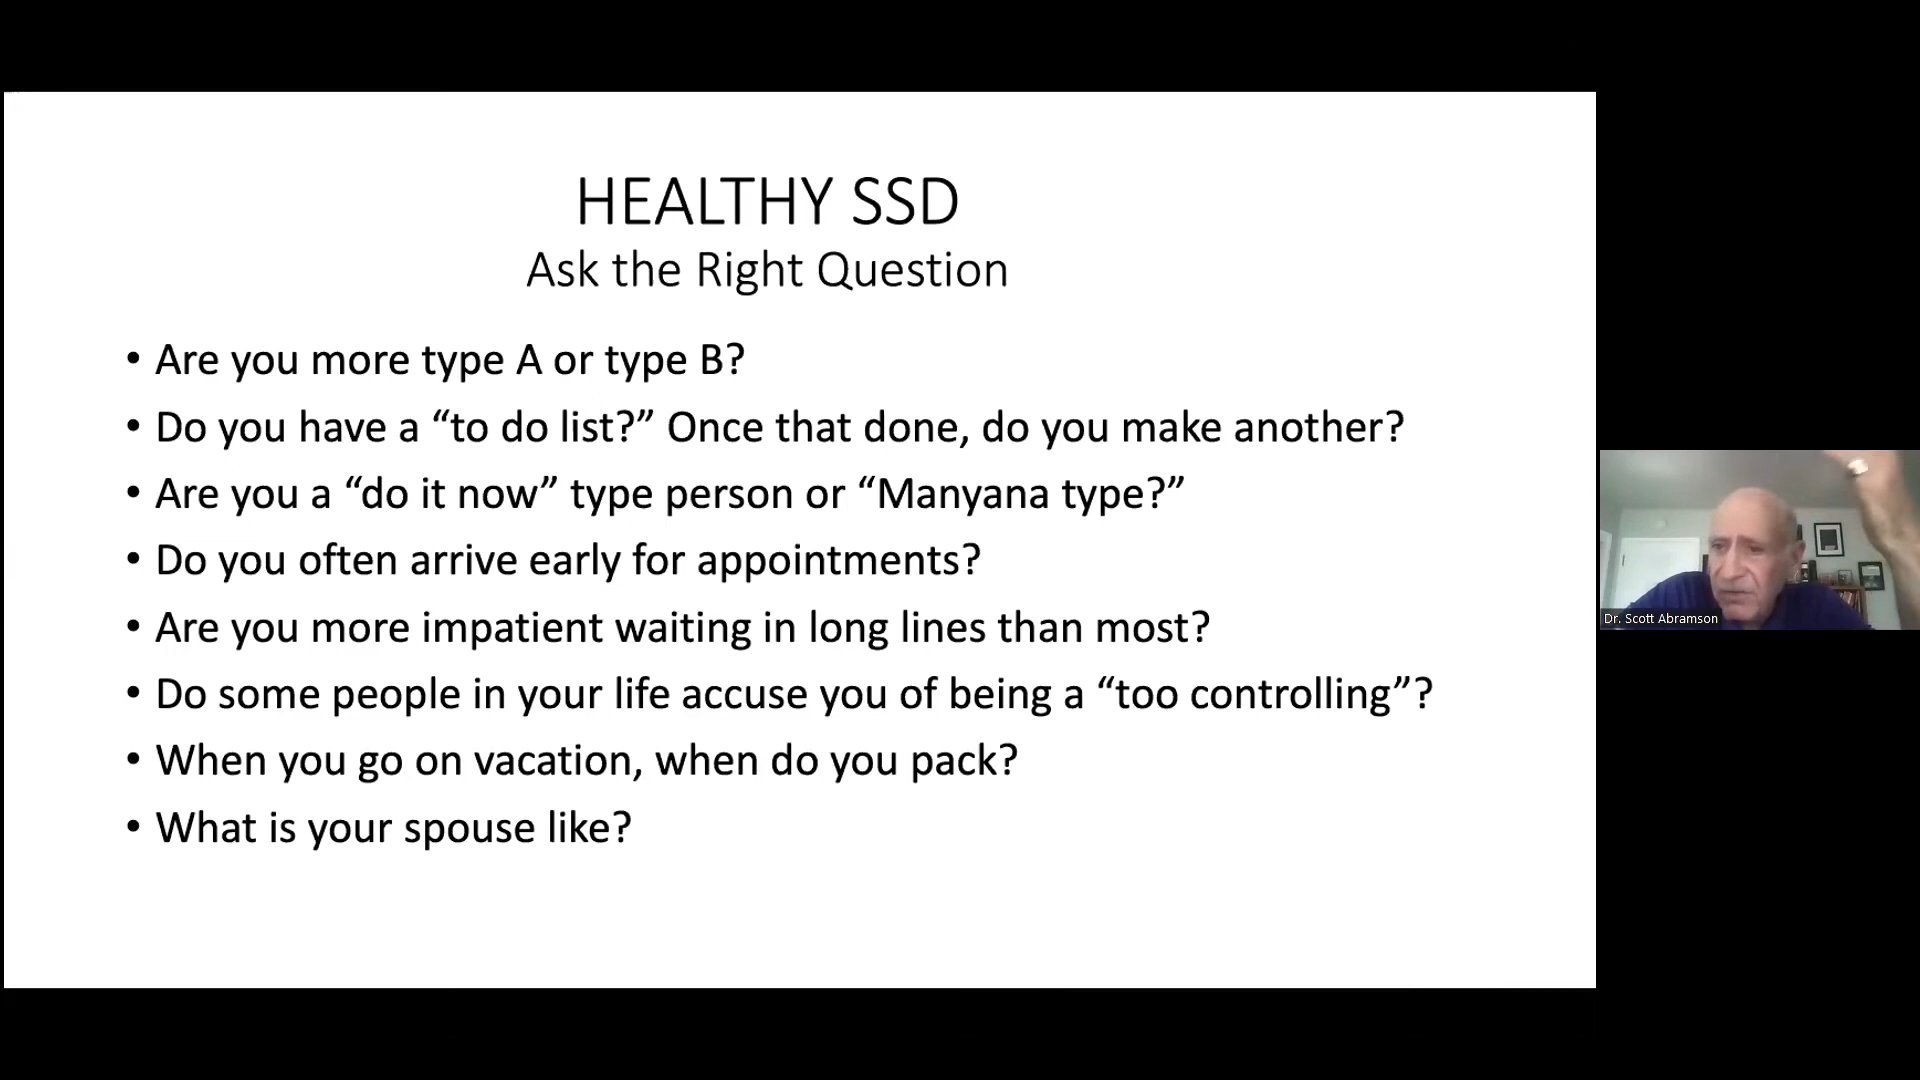 HEALTHY SSD
Ask the Right Question
• Are you more type A or type B?
• Do you have a “to do list?” Once that done, do you make another?
• Are you a “do it now” type person or “Manyana type?”
• Do you often arrive early for appointments?
• Are you more impatient waiting in long lines than most?
• Do some people in your life accuse you of being a “too controlling”?
• When you go on vacation, when do you pack?
• What is your spouse like?
Dr. Scott Abramson